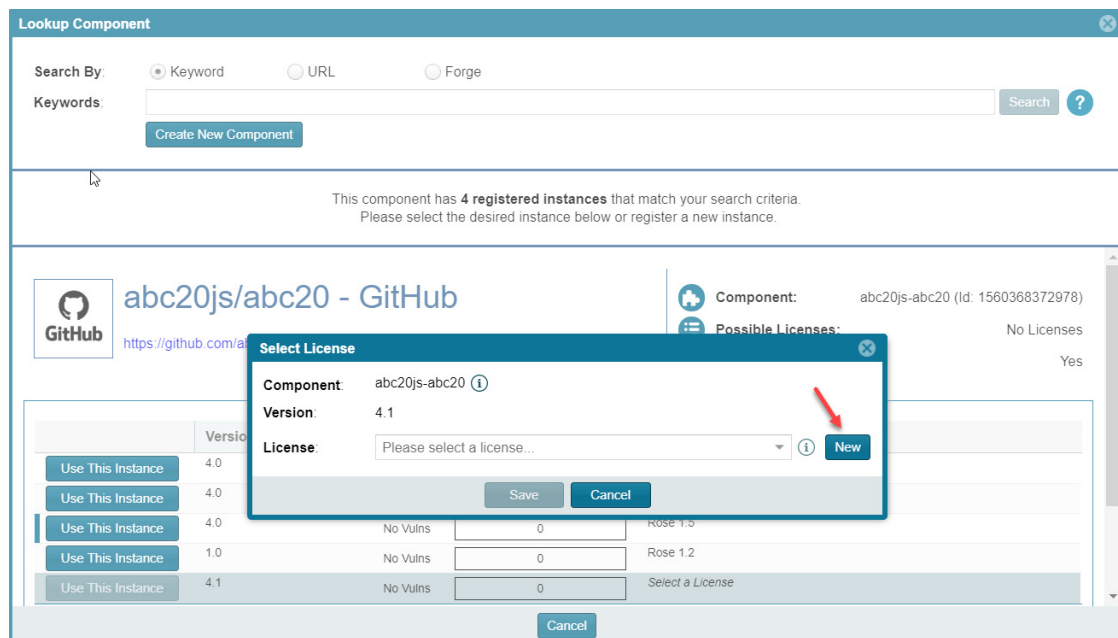 Lookup Component
Search By: Keyword URL Forge
Keywords: Search ?
Create New Component
This component has 4 registered instances that match your search criteria.
Please select the desired instance below or register a new instance.
GitHub
abc20js/abc20 - GitHub
https://github.com/ab
Component: abc20js-abc20 (Id: 1560368372978)
Possible Licenses: No Licenses
Yes
Select License
Component: abc20js-abc20 i
Version: 4.1
License: Please select a license... i New
Save Cancel
Versio
Use This Instance 4.0
Use This Instance 4.0
Use This Instance 4.0 No Vulns 0 Rose 1.5
Use This Instance 1.0 No Vulns 0 Rose 1.2
Use This Instance 4.1 No Vulns 0 Select a License
Cancel